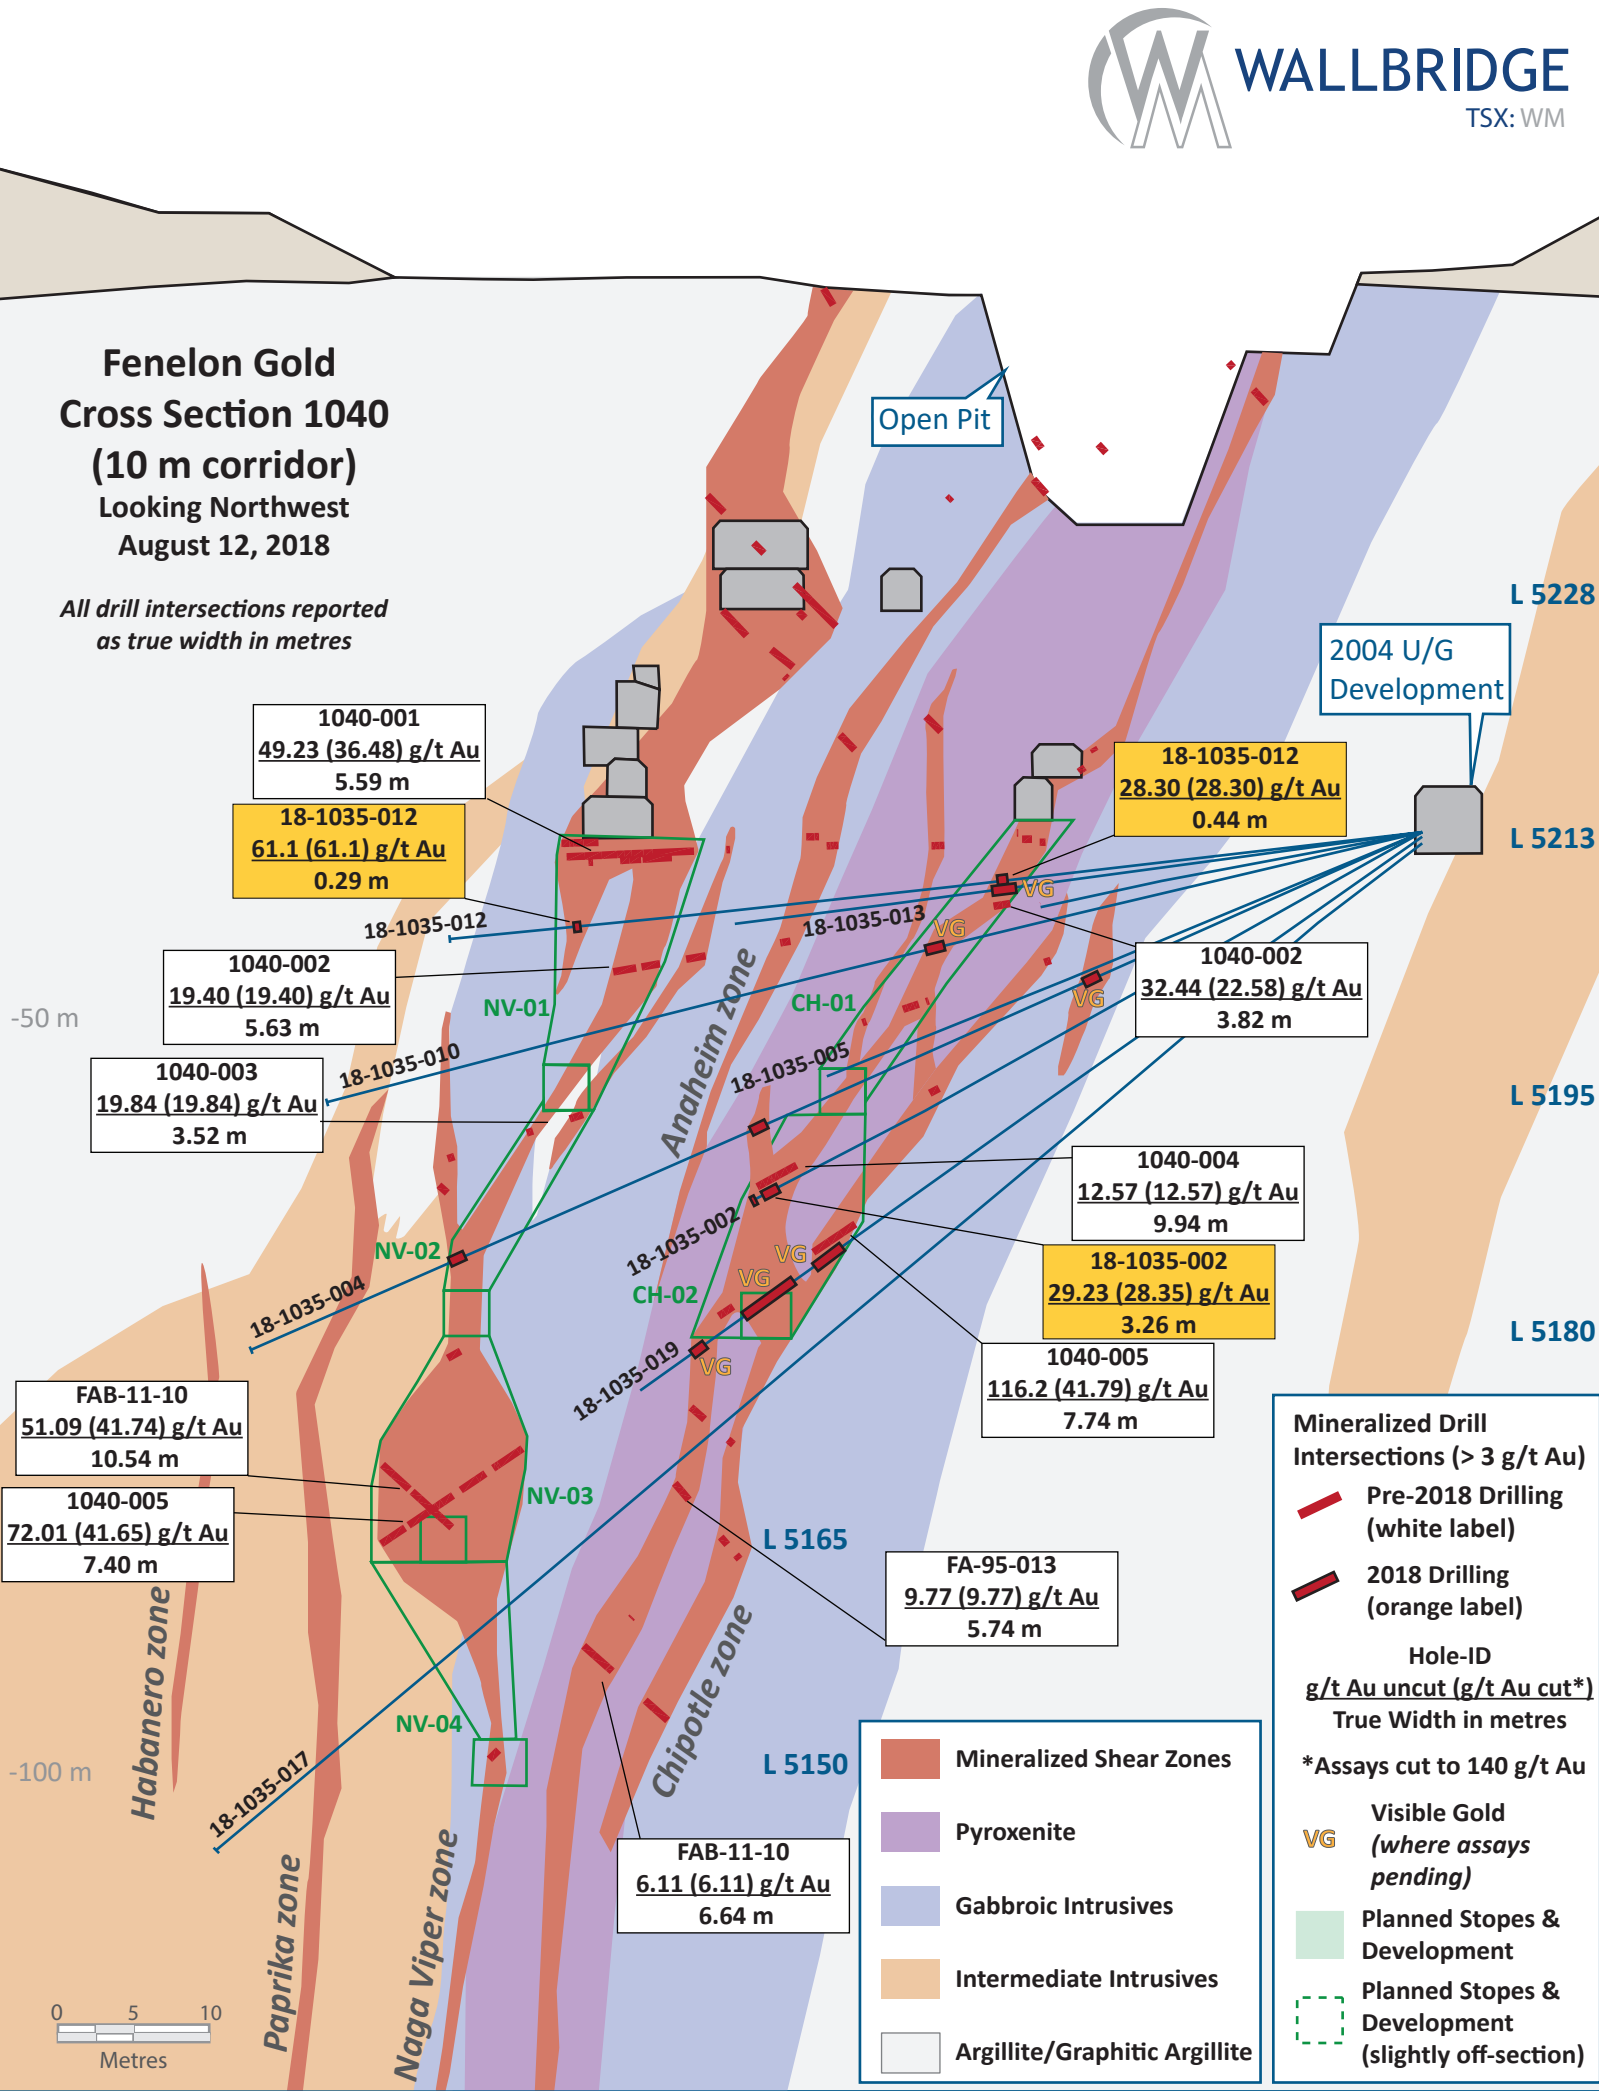 WALLBRIDGE
TSX: WM
Fenelon Gold
Cross Section 1040
(10 m corridor)
Looking Northwest
August 12, 2018
All drill intersections reported
as true width in metres
Open Pit
L 5228
2004 U/G
Development
1040-001
49.23 (36.48) g/t Au
5.59 m
18-1035-012
28.30 (28.30) g/t Au
0.44 m
18-1035-012
61.1 (61.1) g/t Au
0.29 m
L 5213
VG
18-1035-012
18-1035-013
VG
1040-002
19.40 (19.40) g/t Au
5.63 m
1040-002
32.44 (22.58) g/t Au
3.82 m
VG
NV-01
CH-01
-50 m
Anaheim zone
18-1035-010
18-1035-005
1040-003
19.84 (19.84) g/t Au
3.52 m
L 5195
1040-004
12.57 (12.57) g/t Au
9.94 m
18-1035-002
NV-02
VG
VG
CH-02
18-1035-002
29.23 (28.35) g/t Au
3.26 m
18-1035-004
L 5180
18-1035-019
VG
1040-005
116.2 (41.79) g/t Au
7.74 m
FAB-11-10
51.09 (41.74) g/t Au
10.54 m
1040-005
72.01 (41.65) g/t Au
7.40 m
NV-03
L 5165
FA-95-013
9.77 (9.77) g/t Au
5.74 m
Habanero zone
Chipotle zone
NV-04
-100 m
18-1035-017
L 5150
FAB-11-10
6.11 (6.11) g/t Au
6.64 m
Paprika zone
Naga Viper zone
0 5 10
Metres
Mineralized Shear Zones
Pyroxenite
Gabbroic Intrusives
Intermediate Intrusives
Argillite/Graphitic Argillite
Mineralized Drill
Intersections (> 3 g/t Au)
Pre-2018 Drilling
(white label)
2018 Drilling
(orange label)
Hole-ID
g/t Au uncut (g/t Au cut*)
True Width in metres
*Assays cut to 140 g/t Au
VG
Visible Gold
(where assays
pending)
Planned Stopes &
Development
Planned Stopes &
Development
(slightly off-section)